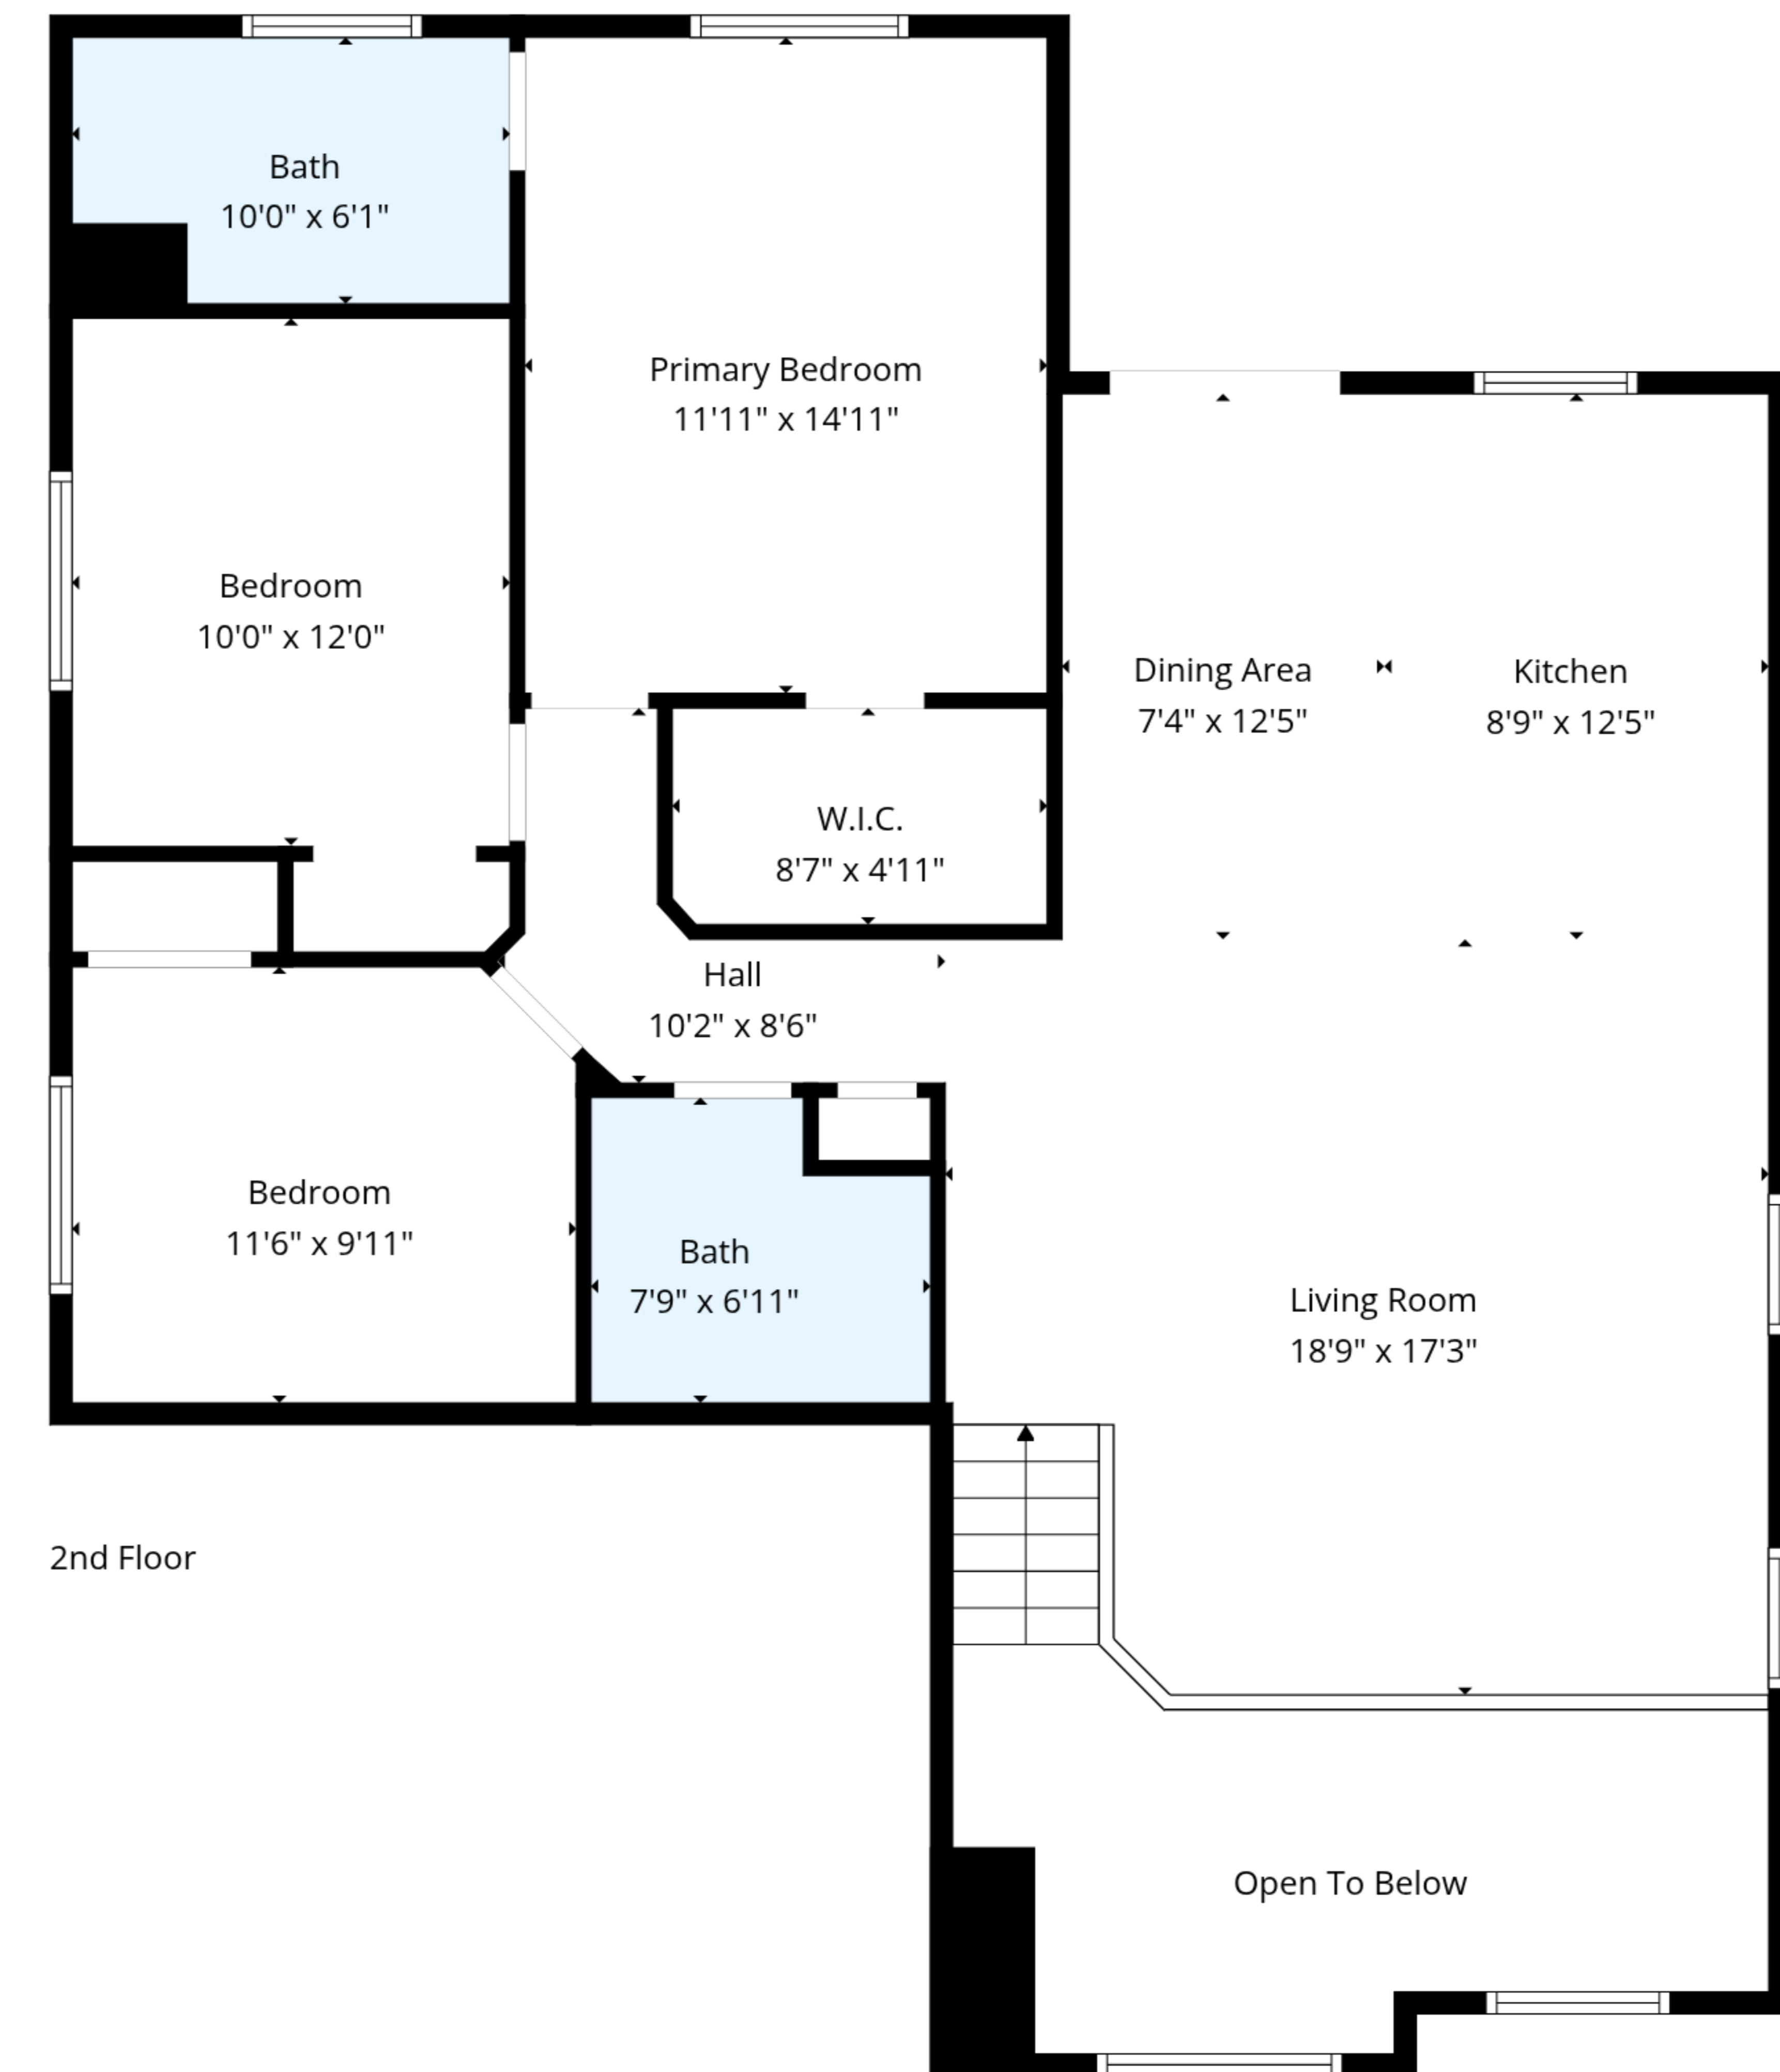 Bath
10'0" x 6'1"
Primary Bedroom
11'11" x 14'11"
Bedroom
10'0" x 12'0"
Dining Area
7'4" x 12'5"
Kitchen
8'9" x 12'5"
W.I.C.
8'7" x 4'11"
Hall
10'2" x 8'6"
Bedroom
11'6" x 9'11"
Bath
7'9" x 6'11"
Living Room
18'9" x 17'3"
2nd Floor
Open To Below